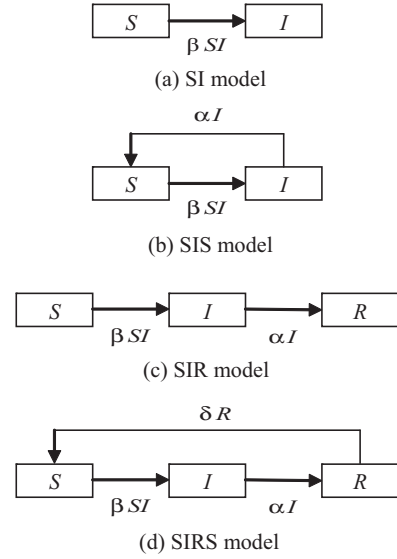 S I
β SI
(a) SI model
α I
S I
β SI
(b) SIS model
S I R
β SI α I
(c) SIR model
δ R
S I R
β SI α I
(d) SIRS model